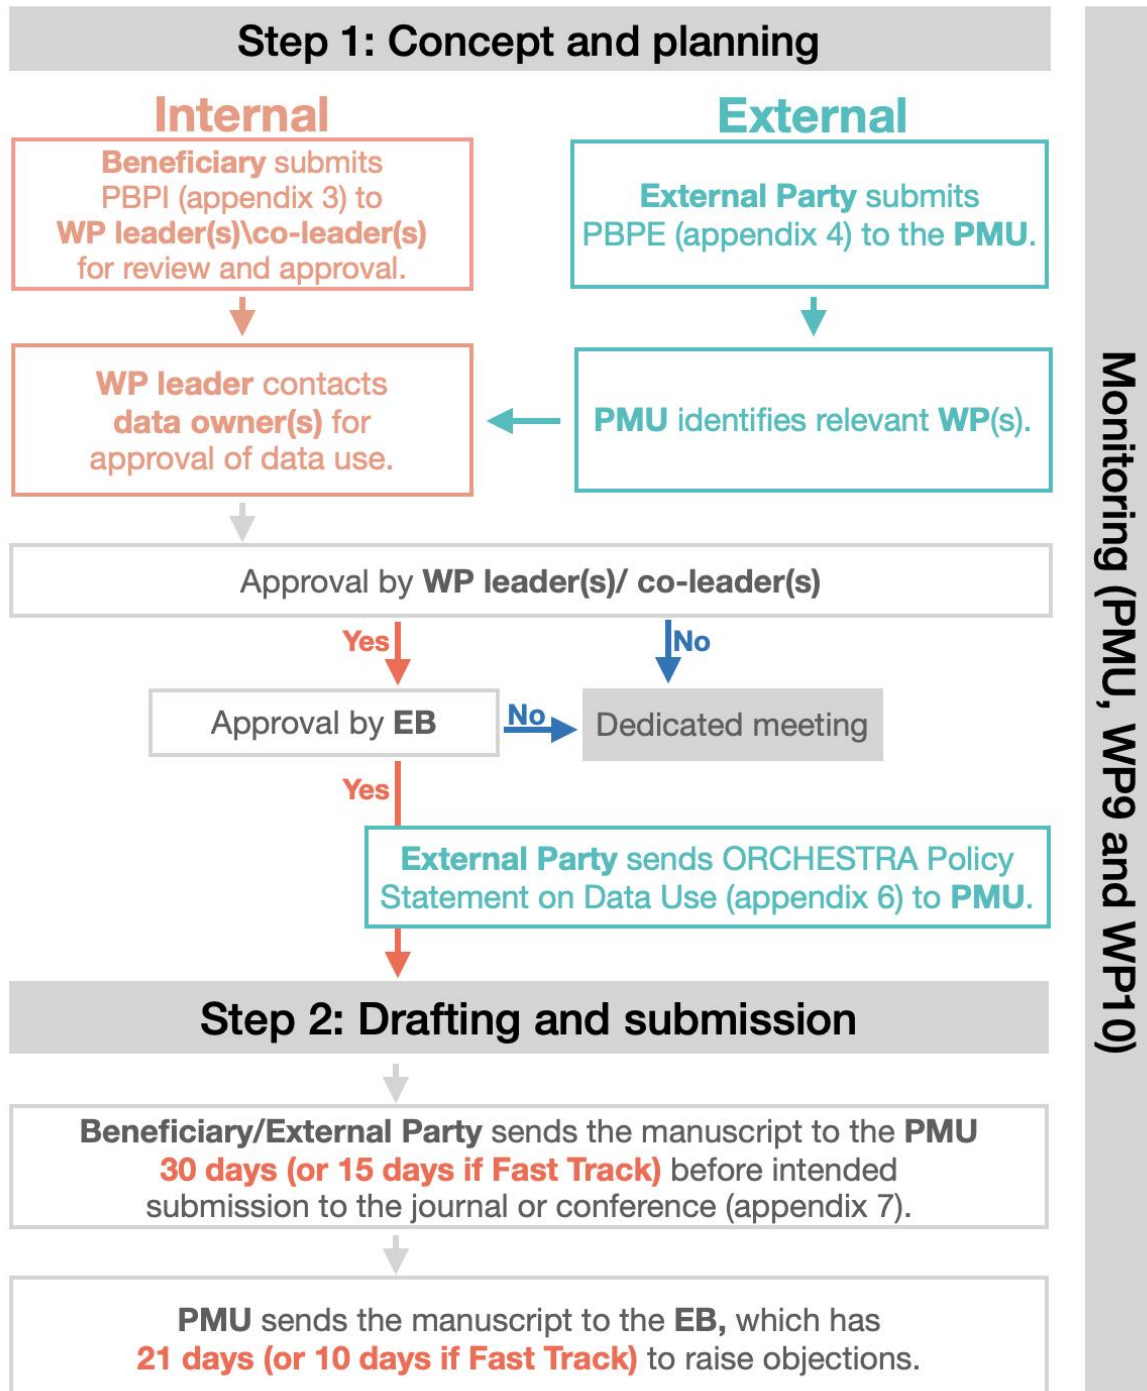 Step 1: Concept and planning
Internal
Beneficiary submits
PBPI (appendix 3) to
WP leader(s)\co-leader(s)
for review and approval.
External
External Party submits
PBPE (appendix 4) to the PMU.
WP leader contacts
data owner(s) for
approval of data use.
PMU identifies relevant WP(s).
Approval by WP leader(s)/ co-leader(s)
Yes
No
Approval by EB
No
Dedicated meeting
Yes
External Party sends ORCHESTRA Policy
Statement on Data Use (appendix 6) to PMU.
Step 2: Drafting and submission
Beneficiary/External Party sends the manuscript to the PMU
30 days (or 15 days if Fast Track) before intended
submission to the journal or conference (appendix 7).
PMU sends the manuscript to the EB, which has
21 days (or 10 days if Fast Track) to raise objections.
Monitoring (PMU, WP9 and WP10)